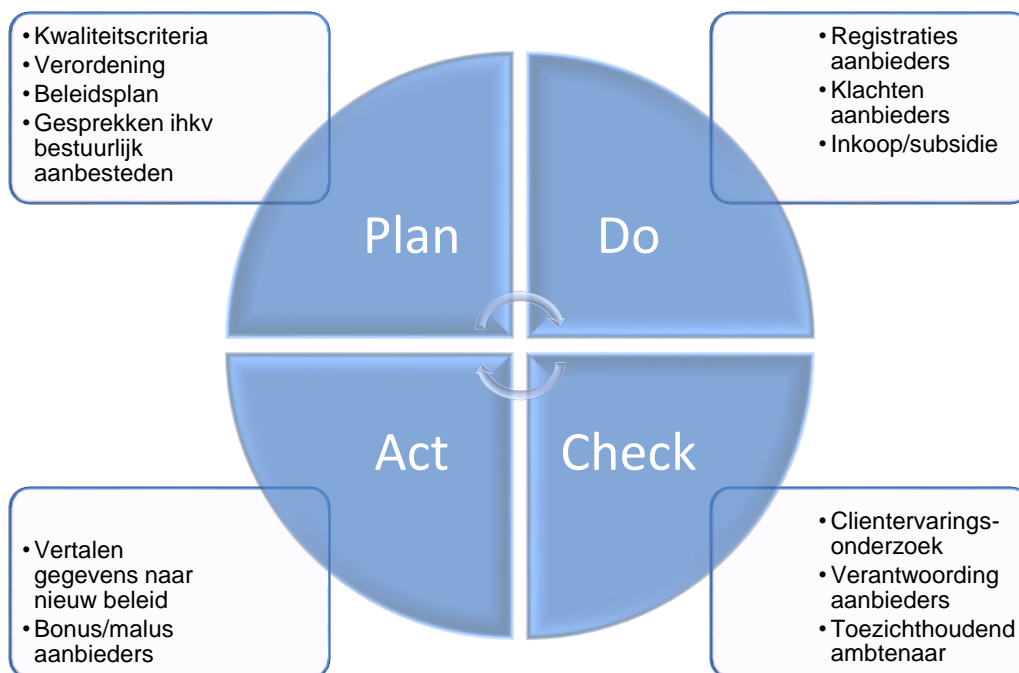 • Kwaliteitscriteria
• Verordening
• Beleidsplan
• Gesprekken ihkv
bestuurlijk
aanbesteden
• Registraties
aanbieders
• Klachten
aanbieders
• Inkoop/subsidie
Plan
Do
Act
Check
• Vertalen
gegevens naar
nieuw beleid
• Bonus/malus
aanbieders
• Clientervarings-
onderzoek
• Verantwoording
aanbieders
• Toezichthoudend
ambtenaar